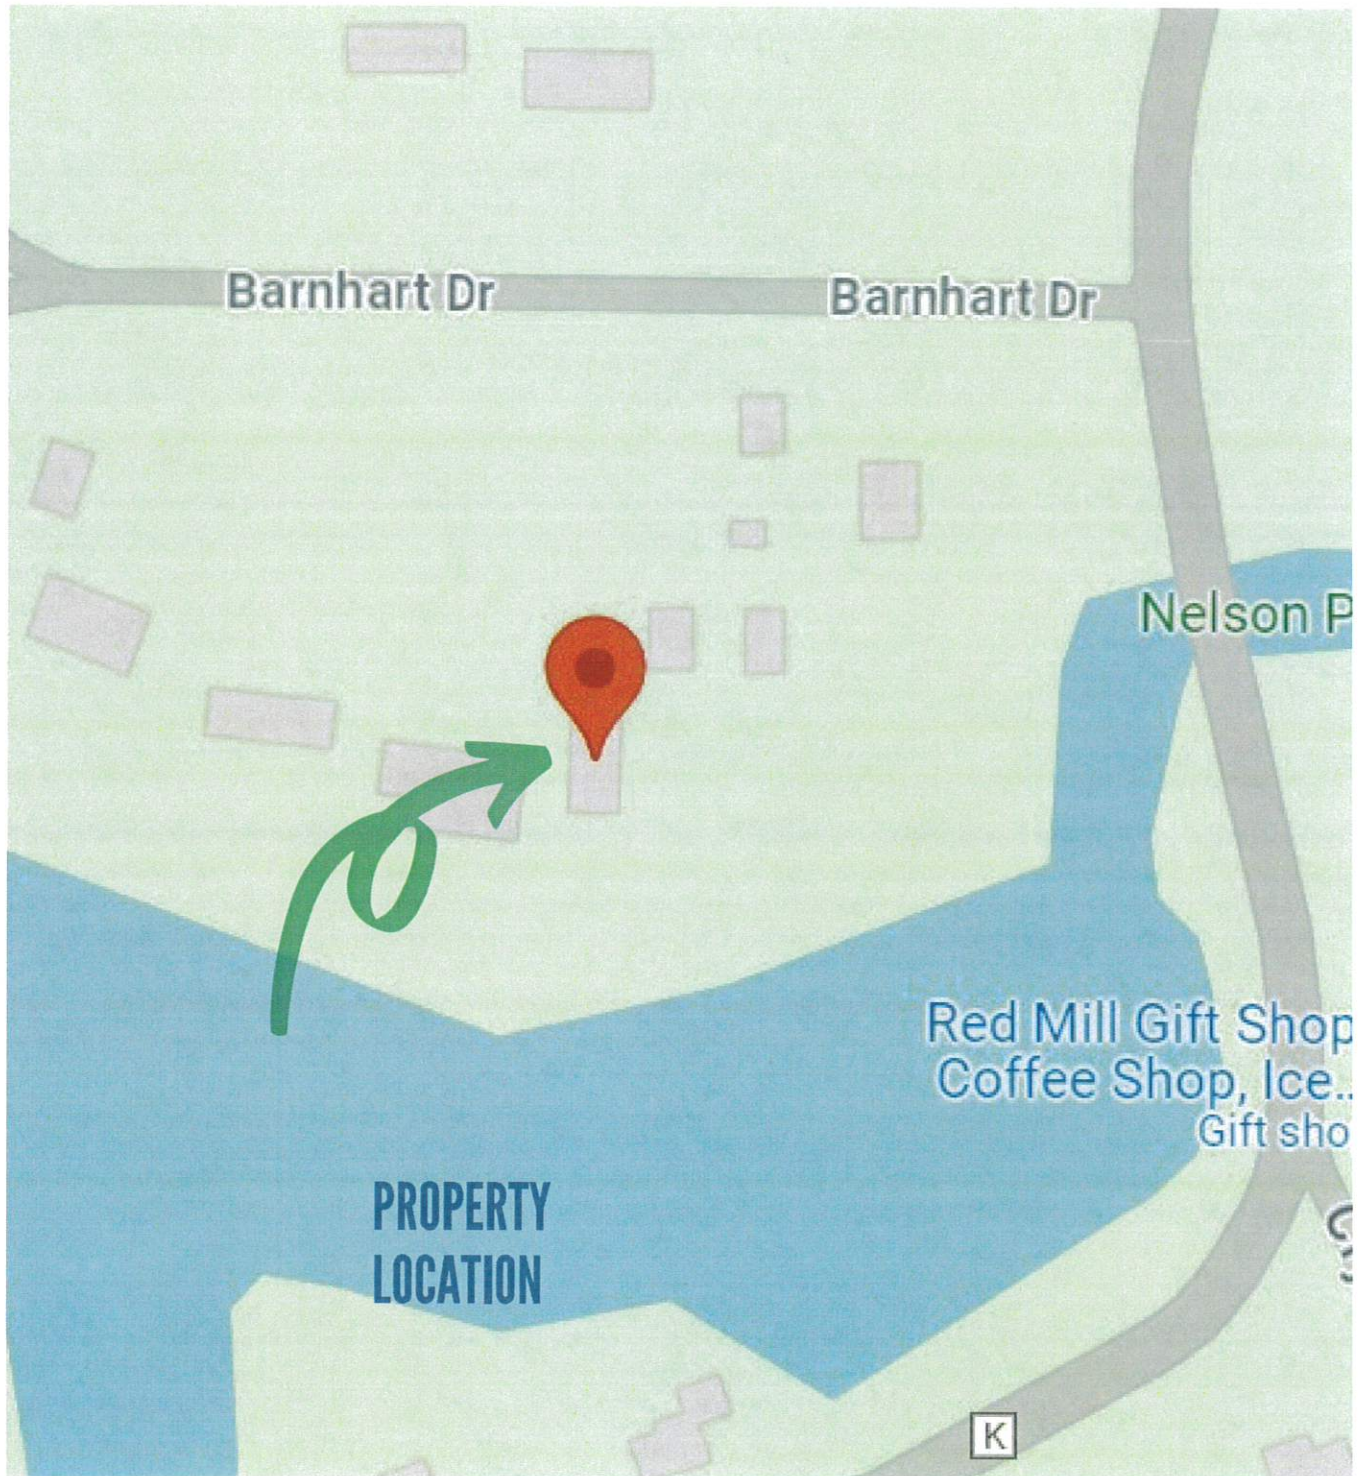 Barnhart Dr
Barnhart Dr
Nelson P
Red Mill Gift Shop
Coffee Shop, Ice..
Gift sho
PROPERTY
LOCATION
K